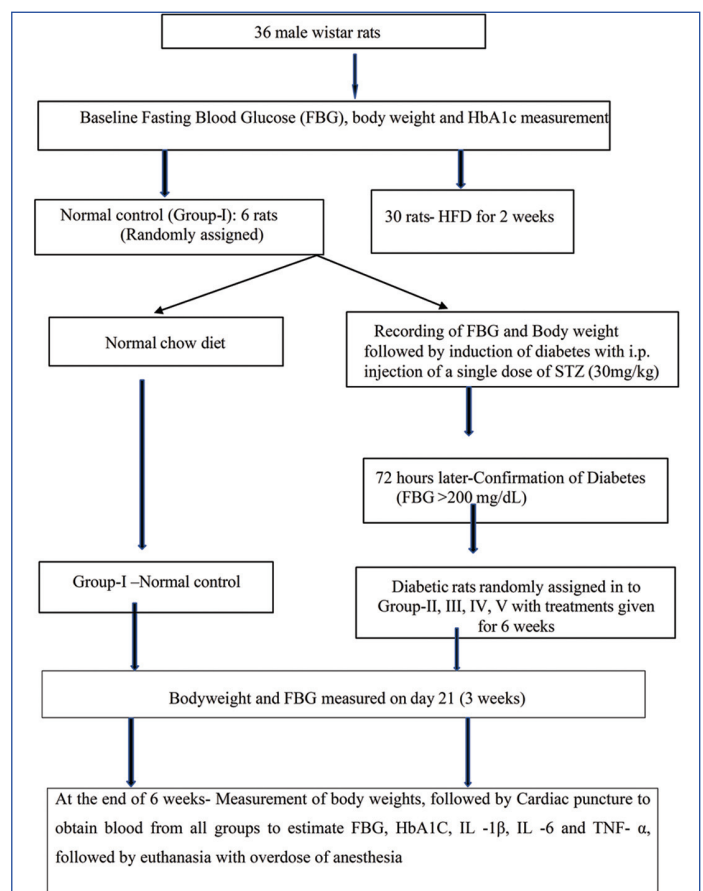 36 male wistar rats
Baseline Fasting Blood Glucose (FBG), body weight and HbA1c measurement
Normal control (Group-I): 6 rats
(Randomly assigned)
30 rats- HFD for 2 weeks
Normal chow diet
Recording of FBG and Body weight
followed by induction of diabetes with i.p.
injection of a single dose of STZ (30mg/kg)
72 hours later-Confirmation of Diabetes
(FBG >200 mg/dL)
Group-I –Normal control
Diabetic rats randomly assigned in to
Group-II, III, IV, V with treatments given
for 6 weeks
Bodyweight and FBG measured on day 21 (3 weeks)
At the end of 6 weeks- Measurement of body weights, followed by Cardiac puncture to
obtain blood from all groups to estimate FBG, HbA1C, IL -1β, IL -6 and TNF- α,
followed by euthanasia with overdose of anesthesia